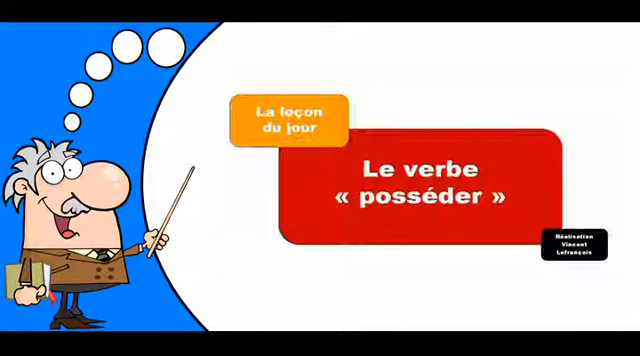 La leçon
du jour
Le verbe
« posséder »
Réalisation
Vincent
Lefrançois